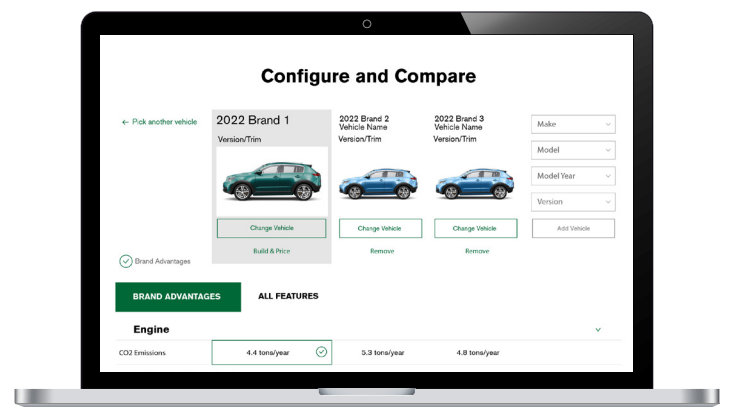 Configure and Compare
← Pick another vehicle
2022 Brand 1
Version/Trim
Change Vehicle
Build & Price
2022 Brand 2
Vehicle Name
Version/Trim
Change Vehicle
Remove
2022 Brand 3
Vehicle Name
Version/Trim
Change Vehicle
Remove
Make
Model
Model Year
Version
Add Vehicle
Brand Advantages
BRAND ADVANTAGES
ALL FEATURES
Engine
CO2 Emissions
4.4 tons/year
5.3 tons/year
4.8 tons/year